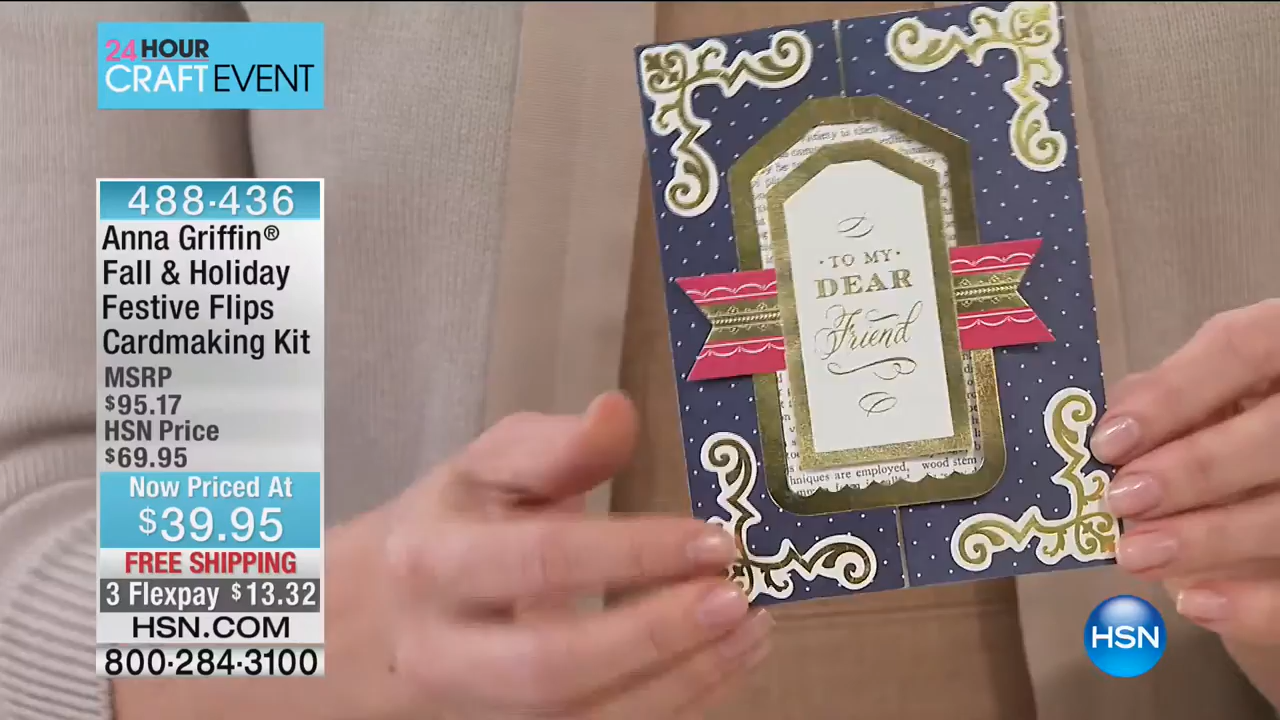 24 HOUR
CRAFT EVENT
488-436
Anna Griffin®
Fall & Holiday
Festive Flips
Cardmaking Kit
MSRP
$95.17
HSN Price
$69.95
Now Priced At
$39.95
FREE SHIPPING
3 Flexpay $13.32
HSN.COM
800-284-3100
·TO MY·
DEAR
Friend
hniques are employed, wood stem
HSN